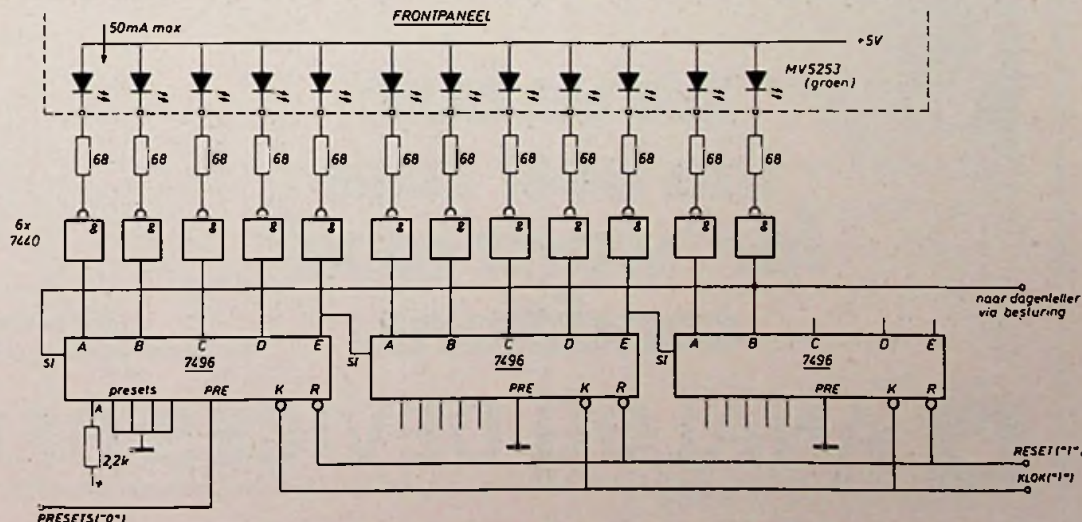 FRONTPANEEL
50mA max
+5V
MV5253
(groen)
68 68 68 68 68 68 68 68 68 68 68 68
6x
7440
& & & & & & & & & & & &
naar dagenteller
via besturing
A B C D E A B C D E A B C D E
SI 7496 SI 7496 SI 7496
presets PRE K R PRE K R PRE K R
A
2,2k
+
RESET("1")
KLOK("1")
PRESETS("0")